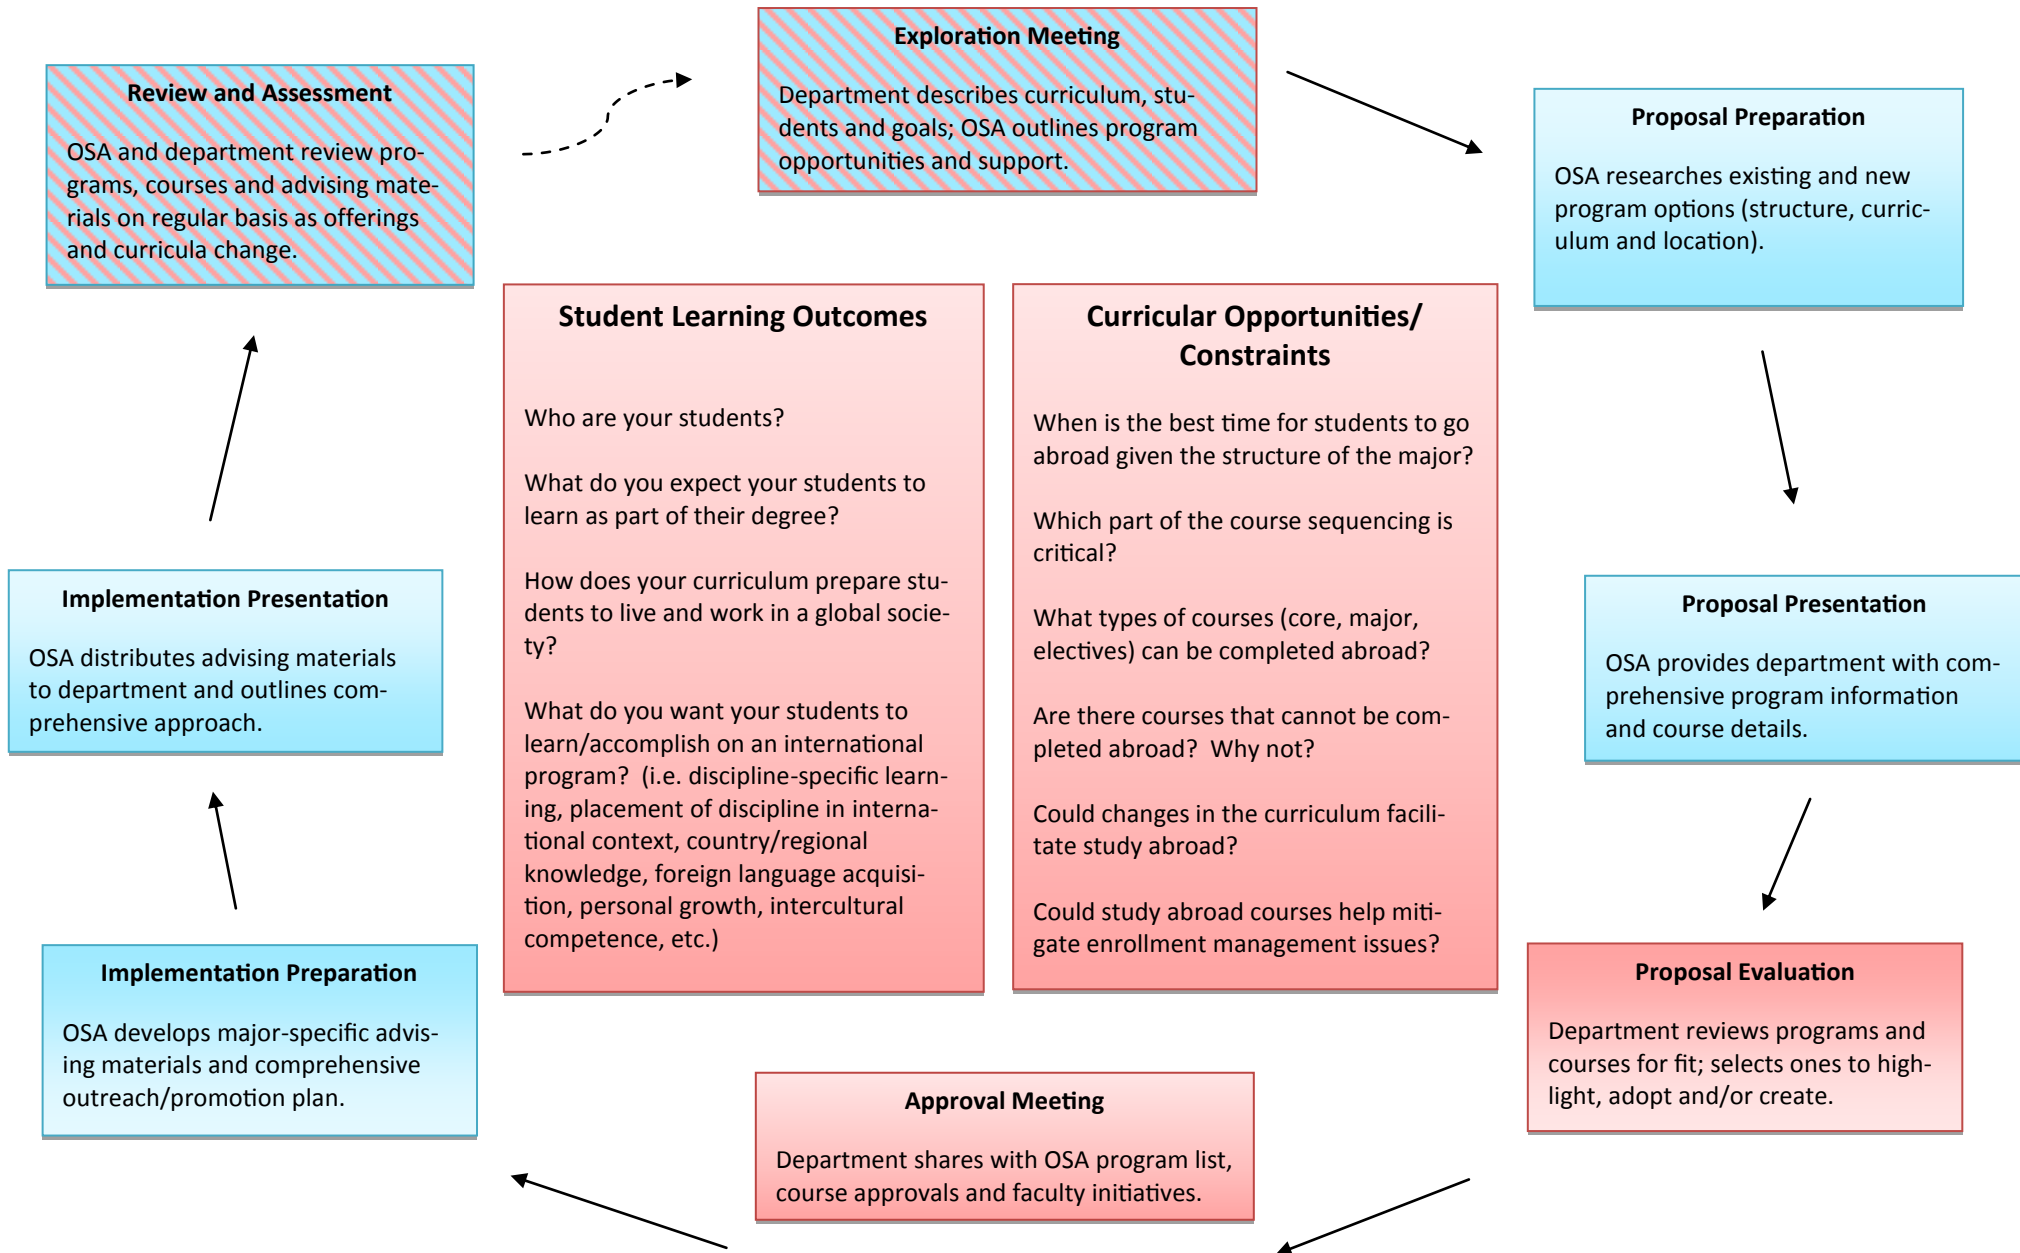 Exploration Meeting
Department describes curriculum, stu-
dents and goals; OSA outlines program
opportunities and support.
Review and Assessment
OSA and department review pro-
grams, courses and advising mate-
rials on regular basis as offerings
and curricula change.
Proposal Preparation
OSA researches existing and new
program options (structure, curric-
ulum and location).
Student Learning Outcomes
Who are your students?
What do you expect your students to
learn as part of their degree?
How does your curriculum prepare stu-
dents to live and work in a global socie-
ty?
What do you want your students to
learn/accomplish on an international
program?  (i.e. discipline-specific learn-
ing, placement of discipline in interna-
tional context, country/regional
knowledge, foreign language acquisi-
tion, personal growth, intercultural
competence, etc.)
Curricular Opportunities/
Constraints
When is the best time for students to go
abroad given the structure of the major?
Which part of the course sequencing is
critical?
What types of courses (core, major,
electives) can be completed abroad?
Are there courses that cannot be com-
pleted abroad?  Why not?
Could changes in the curriculum facili-
tate study abroad?
Could study abroad courses help miti-
gate enrollment management issues?
Implementation Presentation
OSA distributes advising materials
to department and outlines com-
prehensive approach.
Proposal Presentation
OSA provides department with com-
prehensive program information
and course details.
Implementation Preparation
OSA develops major-specific advis-
ing materials and comprehensive
outreach/promotion plan.
Proposal Evaluation
Department reviews programs and
courses for fit; selects ones to high-
light, adopt and/or create.
Approval Meeting
Department shares with OSA program list,
course approvals and faculty initiatives.